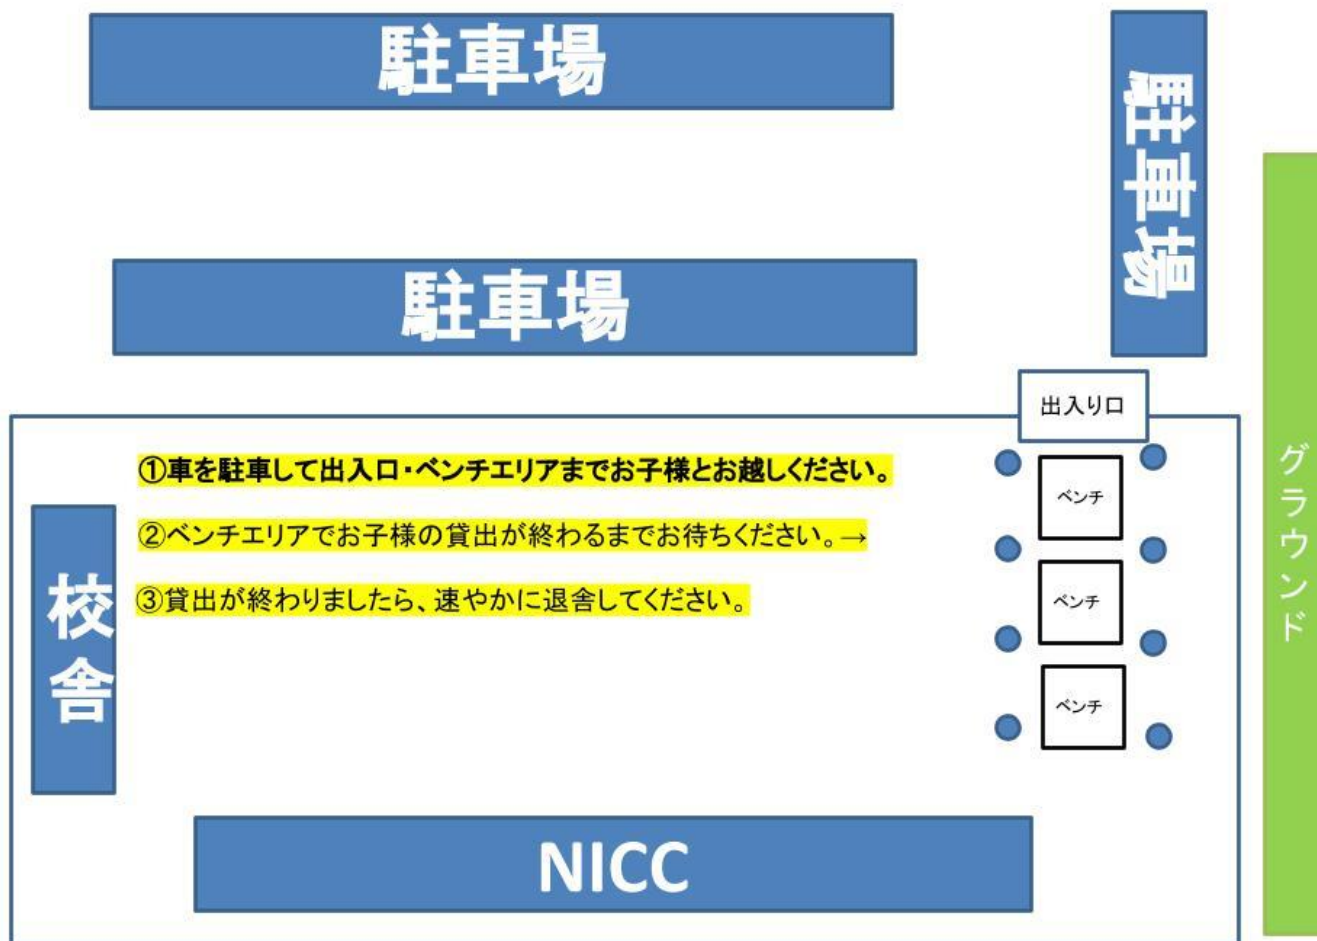 駐車場
駐車場
駐車場
出入り口
①車を駐車して出入口・ベンチエリアまでお子様とお越しください。
②ベンチエリアでお子様の貸出が終わるまでお待ちください。→
③貸出が終わりましたら、速やかに退舎してください。
ベンチ
ベンチ
ベンチ
校舎
グラウンド
NICC